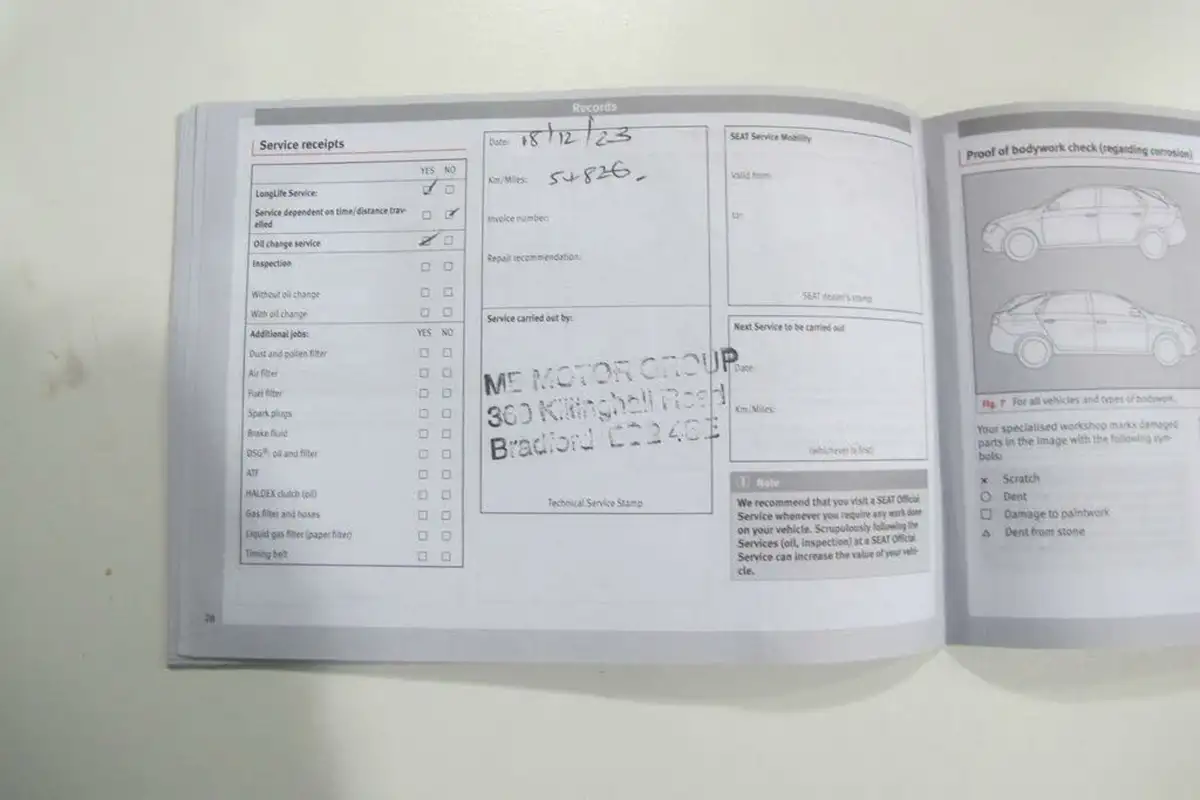 Records
Service receipts
YES NO
LongLife Service:
Service dependent on time/distance trav-
elled
Oil change service
Inspection
Without oil change
With oil change
Additional jobs: YES NO
Dust and pollen filter
Air filter
Fuel filter
Spark plugs
Brake fluid
DSG®: oil and filter
ATF
HALDEX clutch (oil)
Gas filter and hoses
Liquid gas filter (paper filter)
Timing belt
28
Date: 18/12/23
Km/Miles: 54826
Invoice number:
Repair recommendation:
Service carried out by:
ME MOTOR GROUP
360 Killinghall Road
Bradford
Technical Service Stamp
SEAT Service Mobility
Valid from:
to:
SEAT dealer's stamp
Next Service to be carried out
Date:
Km/Miles:
(whichever is first)
Note
We recommend that you visit a SEAT Official
Service whenever you require any work done
on your vehicle. Scrupulously following the
Services (oil, inspection) at a SEAT Official
Service can increase the value of your vehi-
cle.
Proof of bodywork check (regarding corrosion)
Fig. 7 For all vehicles and types of bodywork.
Your specialised workshop marks damaged
parts in the image with the following sym-
bols:
× Scratch
○ Dent
□ Damage to paintwork
△ Dent from stone